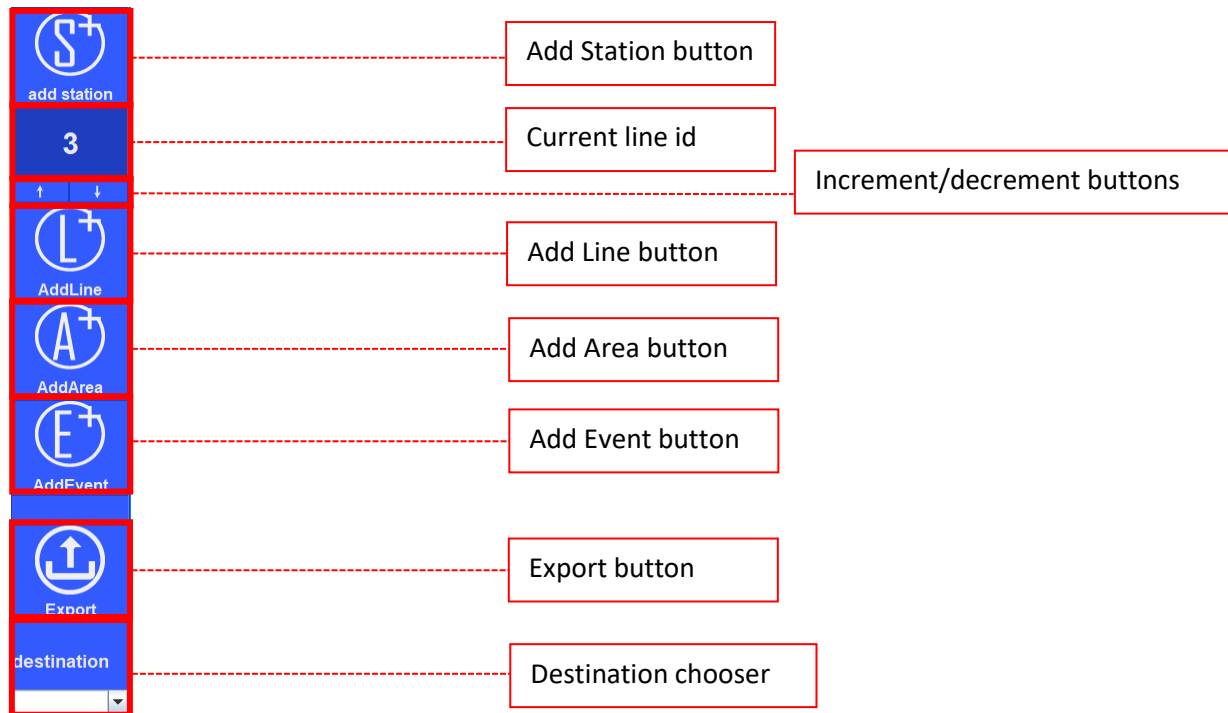 S+
add station
Add Station button
3
Current line id
↑ ↓
Increment/decrement buttons
L+
AddLine
Add Line button
A+
AddArea
Add Area button
E+
AddEvent
Add Event button
Export
Export button
destination
Destination chooser